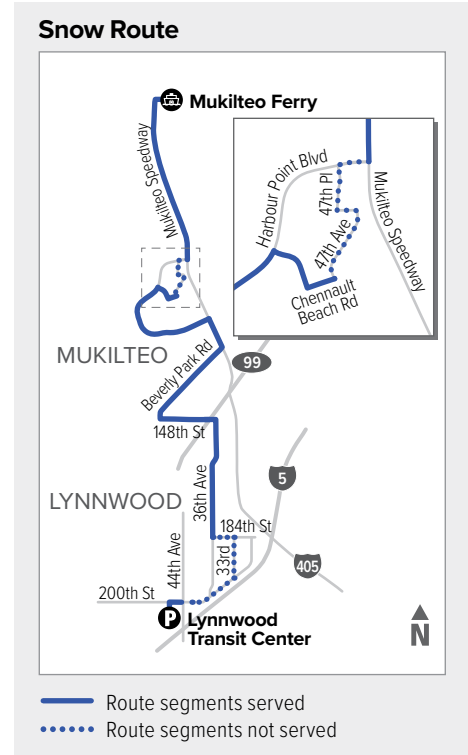 Snow Route
Mukilteo Ferry
Mukilteo Speedway
Harbour Point Blvd
47th Pl
47th Ave
Mukilteo Speedway
Chennault
Beach Rd
MUKILTEO
Beverly Park Rd
99
148th St
LYNNWOOD
36th Ave
5
184th St
44th Ave
33rd
405
200th St
P
Lynnwood
Transit Center
N
Route segments served
Route segments not served